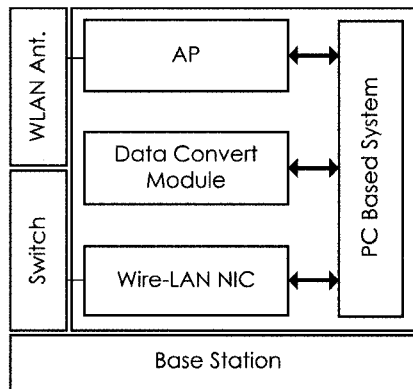 WLAN Ant.
AP
Data Convert
Module
PC Based System
Switch
Wire-LAN NIC
Base Station